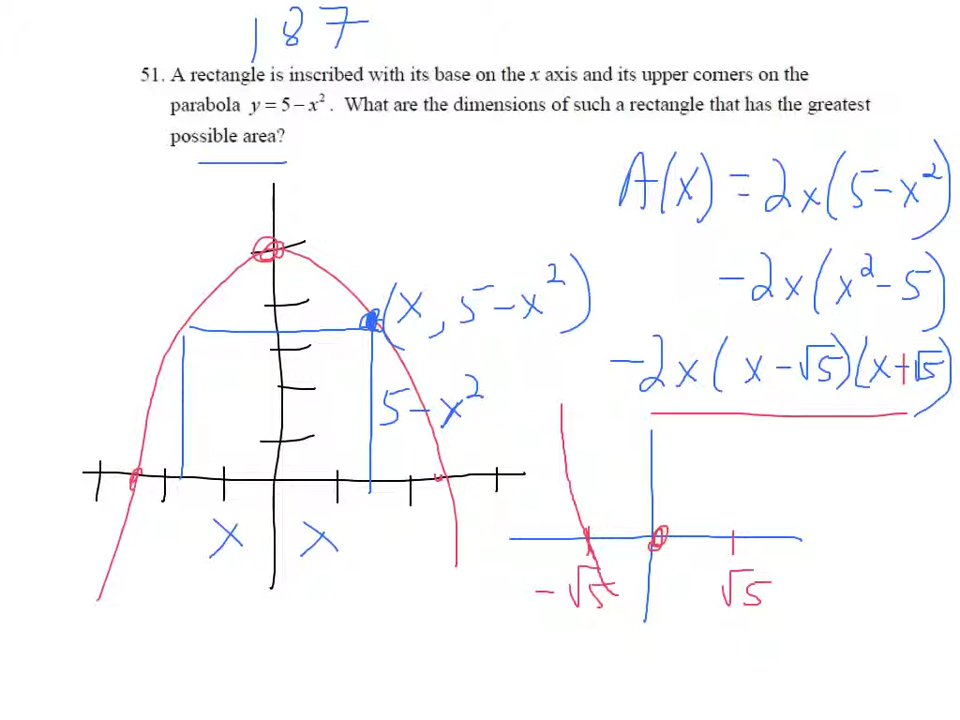 187
51. A rectangle is inscribed with its base on the x axis and its upper corners on the
parabola y = 5 − x². What are the dimensions of such a rectangle that has the greatest
possible area?
A(x) = 2x(5 − x²)
−2x(x² − 5)
(x, 5 − x²)
−2x(x − √5)(x + √5)
5 − x²
x x
−√5 √5